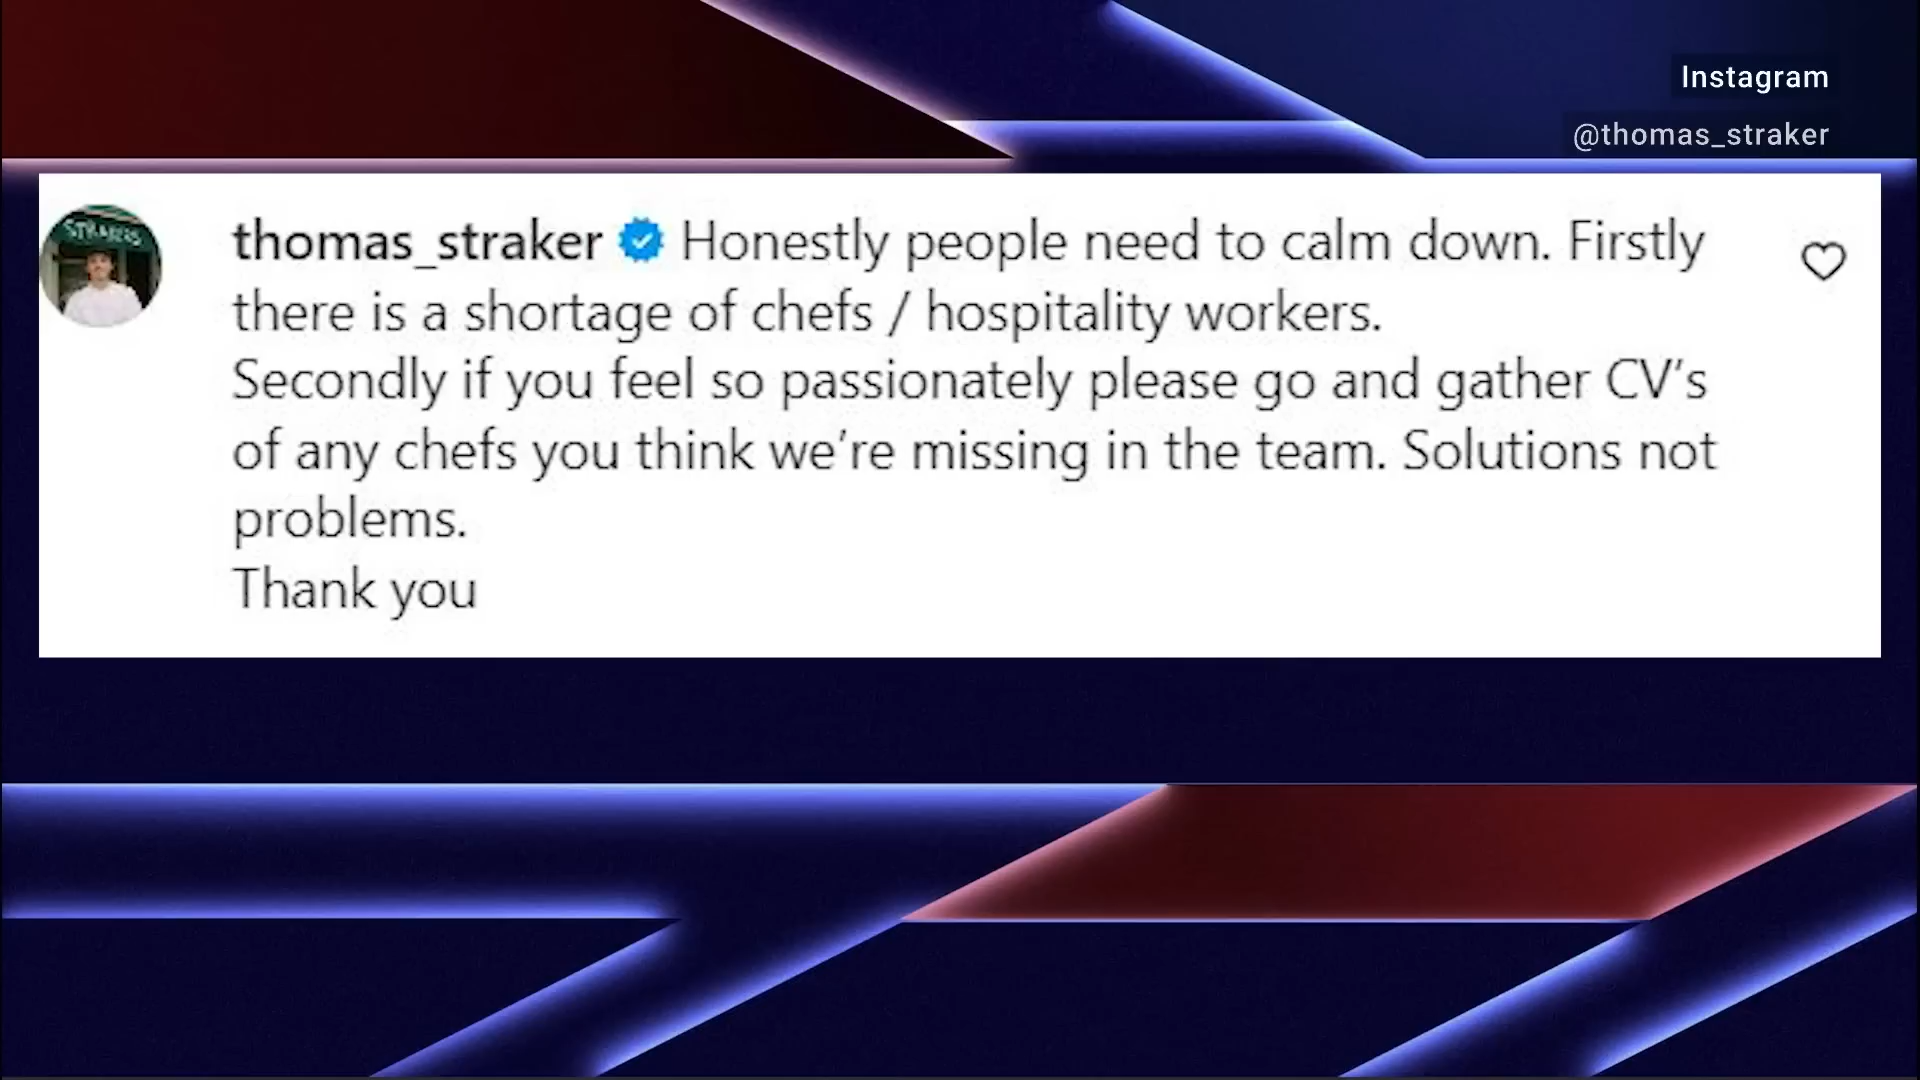 Instagram
@thomas_straker
STRAKERS
thomas_straker Honestly people need to calm down. Firstly
there is a shortage of chefs / hospitality workers.
Secondly if you feel so passionately please go and gather CV's
of any chefs you think we're missing in the team. Solutions not
problems.
Thank you